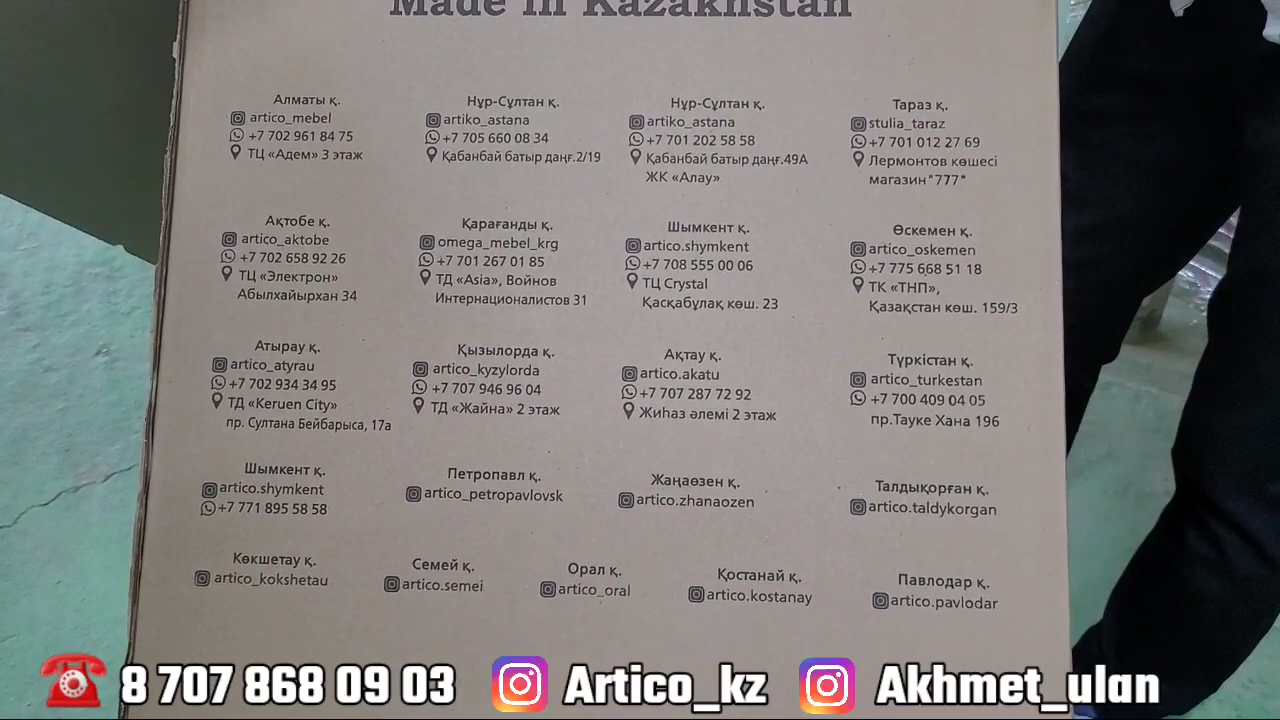 Made in Kazakhstan
Алматы қ.
artico_mebel
+7 702 961 84 75
ТЦ «Адем» 3 этаж
Нұр-Сұлтан қ.
artiko_astana
+7 705 660 08 34
Қабанбай батыр даңғ.2/19
Нұр-Сұлтан қ.
artiko_astana
+7 701 202 58 58
Қабанбай батыр даңғ.49А
ЖК «Алау»
Тараз қ.
stulia_taraz
+7 701 012 27 69
Лермонтов көшесі
магазин"777"
Ақтобе қ.
artico_aktobe
+7 702 658 92 26
ТЦ «Электрон»
Абылхайырхан 34
Қарағанды қ.
omega_mebel_krg
+7 701 267 01 85
ТД «Asia», Войнов
Интернационалистов 31
Шымкент қ.
artico.shymkent
+7 708 555 00 06
ТЦ Crystal
Қасқабұлақ көш. 23
Өскемен қ.
artico_oskemen
+7 775 668 51 18
ТК «ТНП»,
Қазақстан көш. 159/3
Атырау қ.
artico_atyrau
+7 702 934 34 95
ТД «Keruen City»
пр. Султана Бейбарыса, 17а
Қызылорда қ.
artico_kyzylorda
+7 707 946 96 04
ТД «Жайна» 2 этаж
Ақтау қ.
artico.akatu
+7 707 287 72 92
Жиһаз әлемі 2 этаж
Түркістан қ.
artico_turkestan
+7 700 409 04 05
пр.Тауке Хана 196
Шымкент қ.
artico.shymkent
+7 771 895 58 58
Петропавл қ.
artico_petropavlovsk
Жаңаөзен қ.
artico.zhanaozen
Талдықорған қ.
artico.taldykorgan
Көкшетау қ.
artico_kokshetau
Семей қ.
artico.semei
Орал қ.
artico_oral
Қостанай қ.
artico.kostanay
Павлодар қ.
artico.pavlodar
8 707 868 09 03 Artico_kz Akhmet_ulan